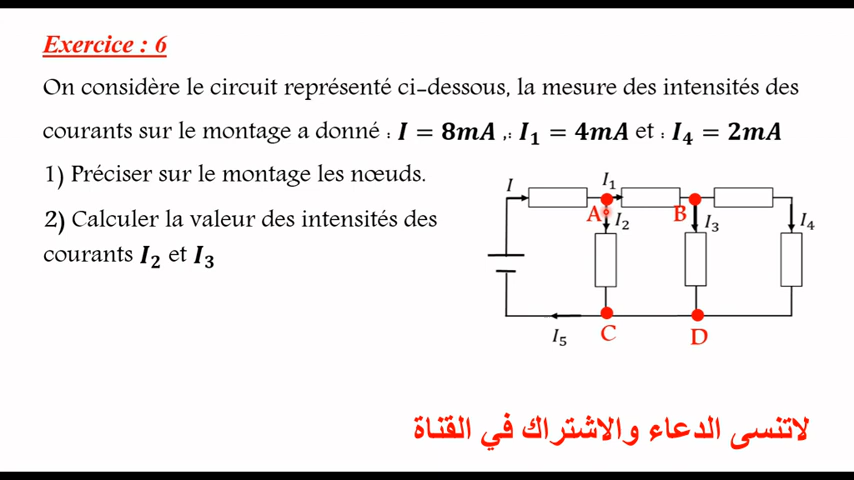 Exercice : 6
On considère le circuit représenté ci-dessous, la mesure des intensités des
courants sur le montage a donné : I = 8mA ,: I₁ = 4mA et : I₄ = 2mA
1) Préciser sur le montage les nœuds.
2) Calculer la valeur des intensités des
courants I₂ et I₃
I
I₁
A
I₂
B
I₃
I₄
I₅
C
D
لاتنسى الدعاء والاشتراك في القناة